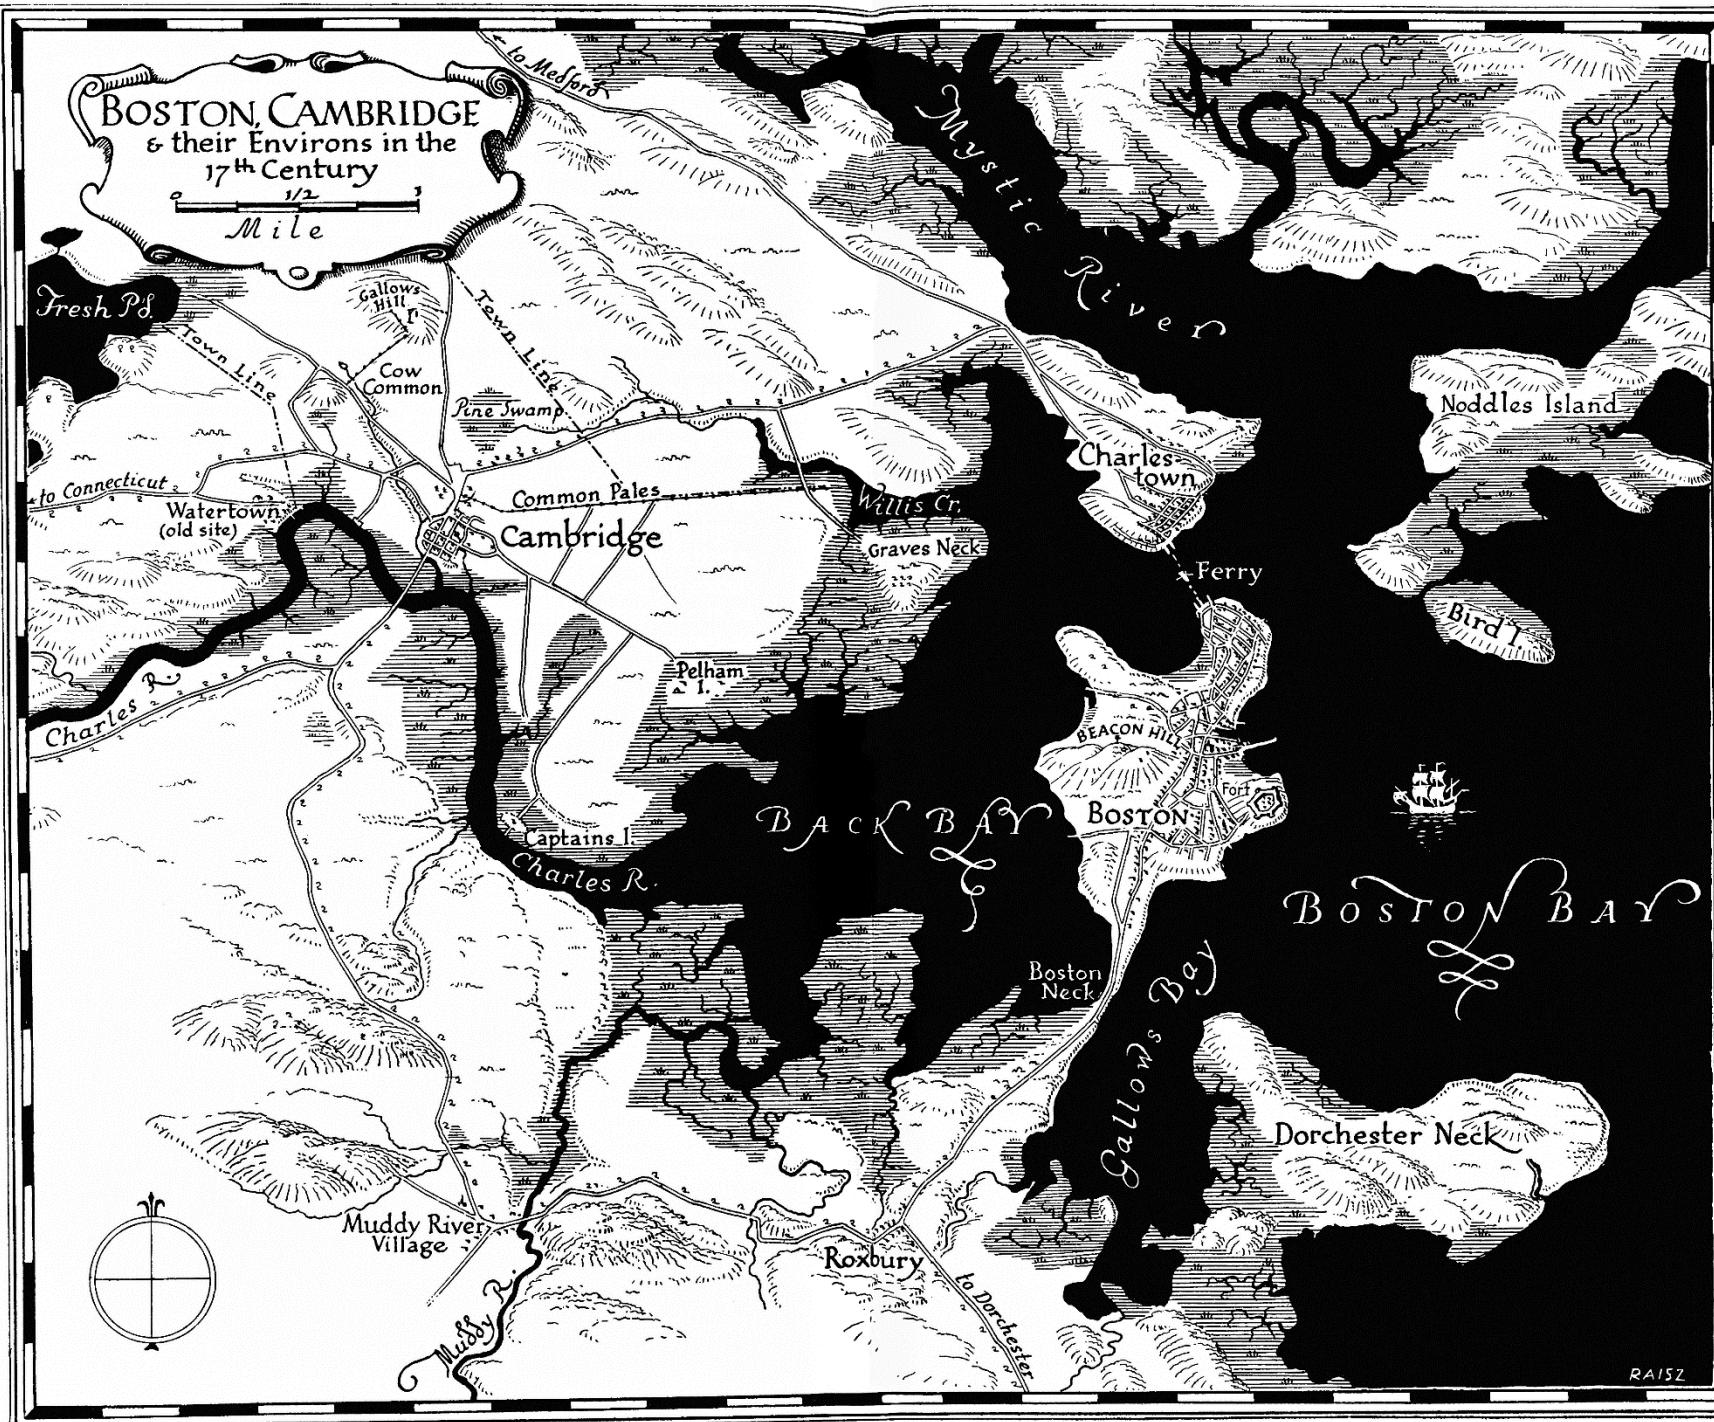 BOSTON, CAMBRIDGE
& their Environs in the
17th Century
0 1/2 1
Mile
to Medford
Mystic River
Fresh Pd.
Gallows
Hill
Town Line
Town Line
Cow
Common
Pine Swamp
to Connecticut
Watertown
(old site)
Common Pales
Cambridge
Willis Cr.
Graves Neck
Charles-
town
Noddles Island
Ferry
Bird I.
Pelham
I.
Charles R.
BEACON HILL
Fort
BOSTON
BACK BAY
Captains I.
Charles R.
BOSTON BAY
Boston
Neck
Gallows Bay
Dorchester Neck
Muddy River
Village
Roxbury
to Dorchester
Muddy R.
RA152